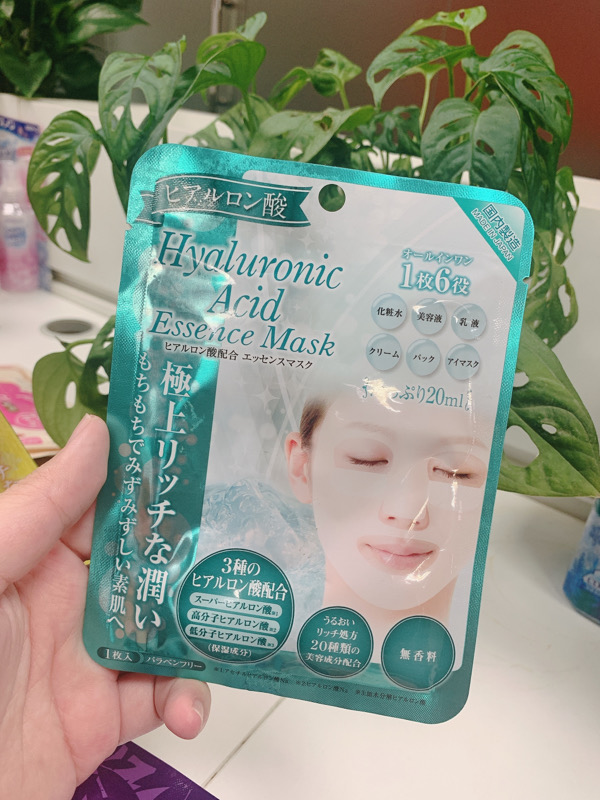 ヒアルロン酸
国内製造
MADE IN JAPAN
Hyaluronic
Acid
Essence Mask
ヒアルロン酸配合 エッセンスマスク
オールインワン
1枚6役
化粧水
美容液
乳液
クリーム
パック
アイマスク
っぷり20ml
極上リッチな潤い
もちもちでみずみずしい素肌へ
3種の
ヒアルロン酸配合
スーパーヒアルロン酸※1
高分子ヒアルロン酸※2
低分子ヒアルロン酸※3
(保湿成分)
うるおい
リッチ処方
20種類の
美容成分配合
無香料
1枚入
パラベンフリー